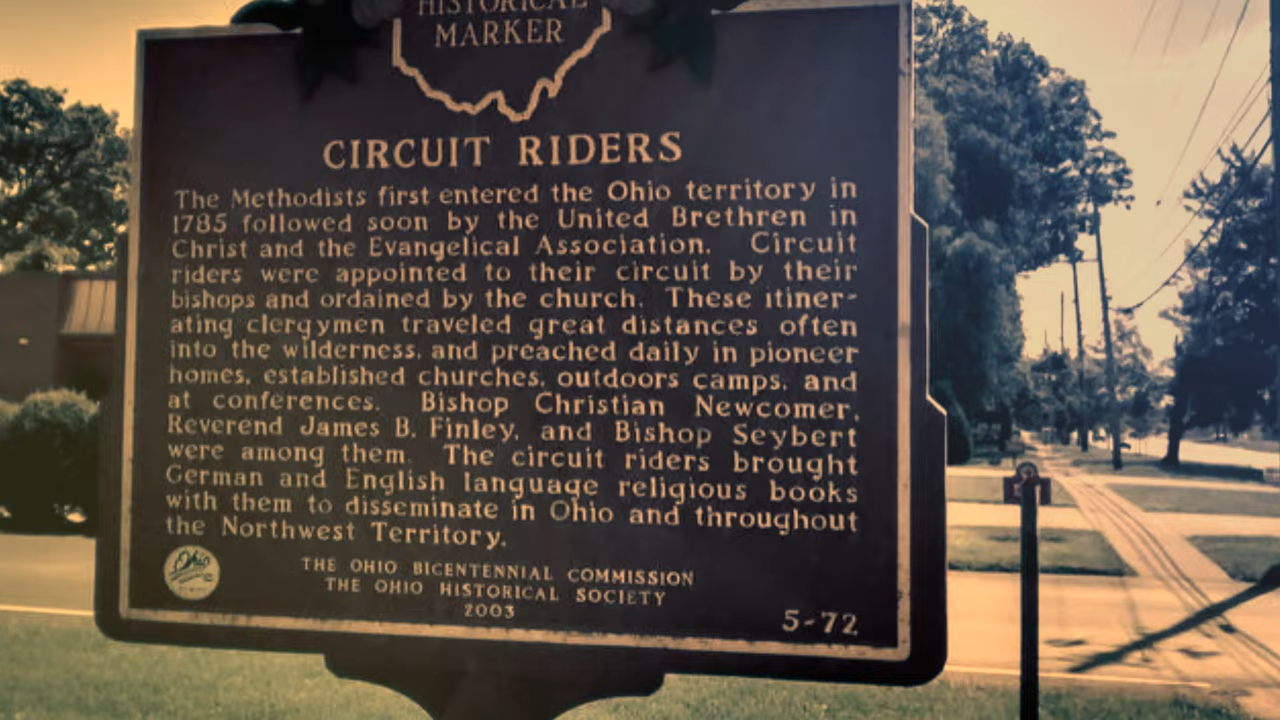 HISTORICAL
MARKER
CIRCUIT RIDERS
The Methodists first entered the Ohio territory in
1785 followed soon by the United Brethren in
Christ and the Evangelical Association. Circuit
riders were appointed to their circuit by their
bishops and ordained by the church. These itiner-
ating clergymen traveled great distances often
into the wilderness, and preached daily in pioneer
homes, established churches, outdoors camps, and
at conferences. Bishop Christian Newcomer,
Reverend James B. Finley, and Bishop Seybert
were among them. The circuit riders brought
German and English language religious books
with them to disseminate in Ohio and throughout
the Northwest Territory.
Ohio
THE OHIO BICENTENNIAL COMMISSION
THE OHIO HISTORICAL SOCIETY
2003
5-72